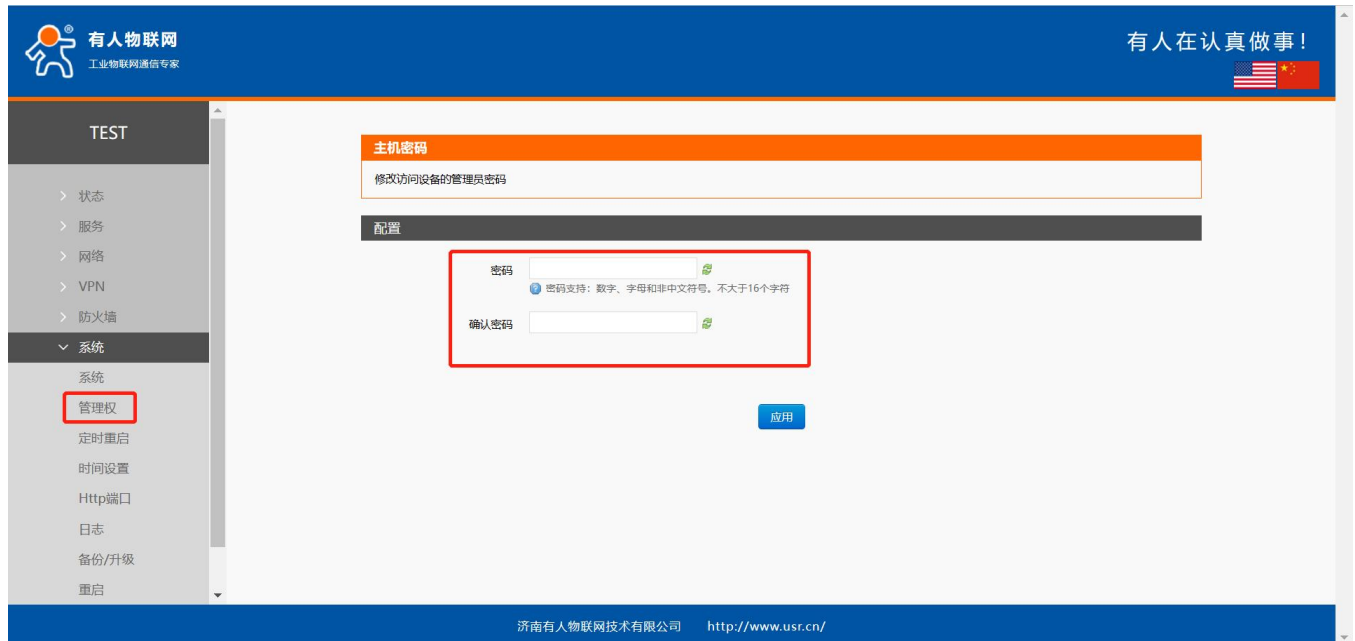 有人物联网
工业物联网通信专家
有人在认真做事！
TEST
状态
服务
网络
VPN
防火墙
系统
系统
管理权
定时重启
时间设置
Http端口
日志
备份/升级
重启
主机密码
修改访问设备的管理员密码
配置
密码
密码支持：数字、字母和非中文符号。不大于16个字符
确认密码
应用
济南有人物联网技术有限公司 http://www.usr.cn/